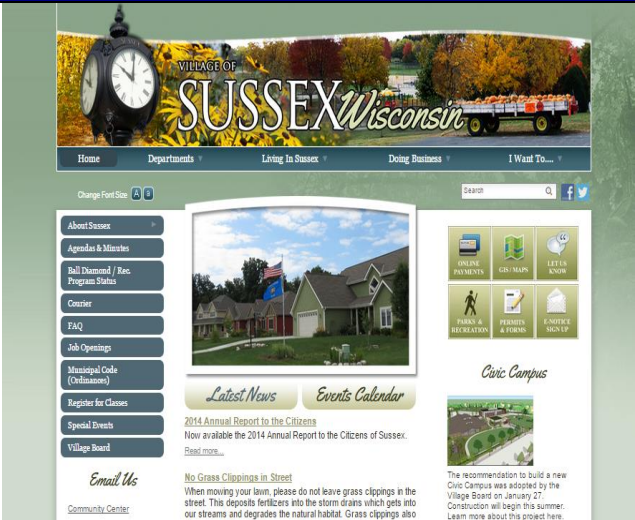 VILLAGE OF
SUSSEX Wisconsin
Home Departments Living In Sussex Doing Business I Want To....
Change Font Size A a
Search
About Sussex
Agendas & Minutes
Ball Diamond / Rec.
Program Status
Courier
FAQ
Job Openings
Municipal Code
(Ordinances)
Register for Classes
Special Events
Village Board
Email Us
Community Center
Latest News Events Calendar
2014 Annual Report to the Citizens
Now available the 2014 Annual Report to the Citizens of Sussex.
Read more...
No Grass Clippings in Street
When mowing your lawn, please do not leave grass clippings in the
street. This deposits fertilizers into the storm drains which gets into
our streams and degrades the natural habitat. Grass clippings also
ONLINE
PAYMENTS
GIS / MAPS
LET US
KNOW
PARKS &
RECREATION
PERMITS
& FORMS
E-NOTICE
SIGN UP
Civic Campus
The recommendation to build a new
Civic Campus was adopted by the
Village Board on January 27.
Construction will begin this summer.
Learn more about this project here.